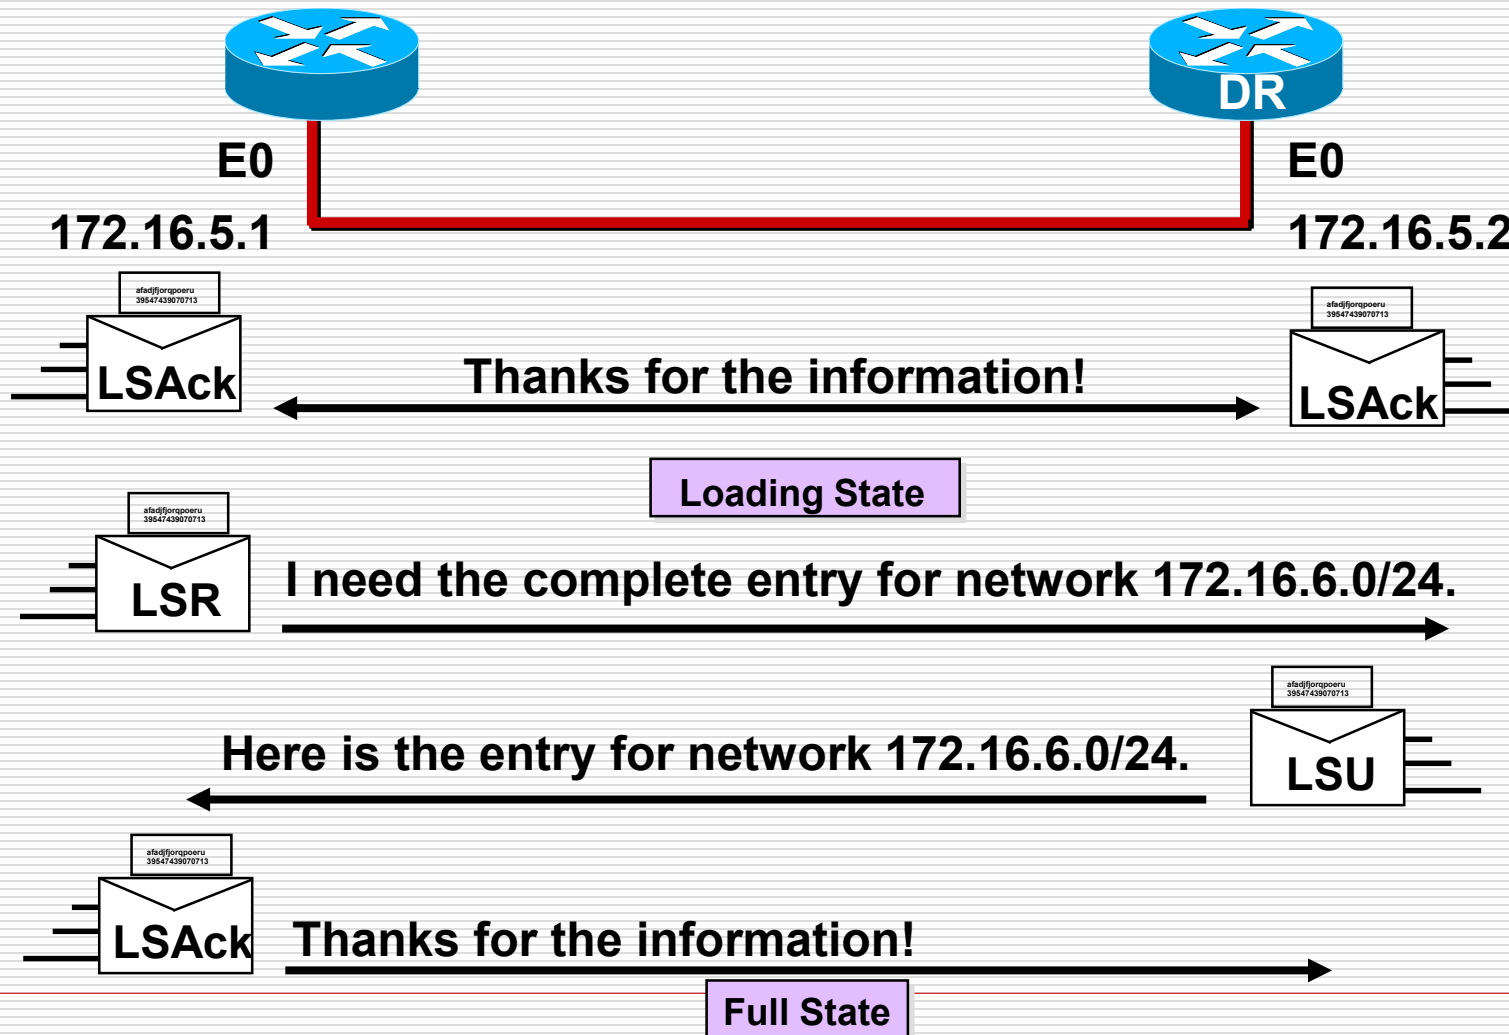 DR
E0
E0
172.16.5.1
172.16.5.2
afadjfjorqpoeru
39547439070713
afadjfjorqpoeru
39547439070713
LSAck
Thanks for the information!
LSAck
Loading State
afadjfjorqpoeru
39547439070713
LSR
I need the complete entry for network 172.16.6.0/24.
afadjfjorqpoeru
39547439070713
Here is the entry for network 172.16.6.0/24.
LSU
afadjfjorqpoeru
39547439070713
LSAck
Thanks for the information!
Full State